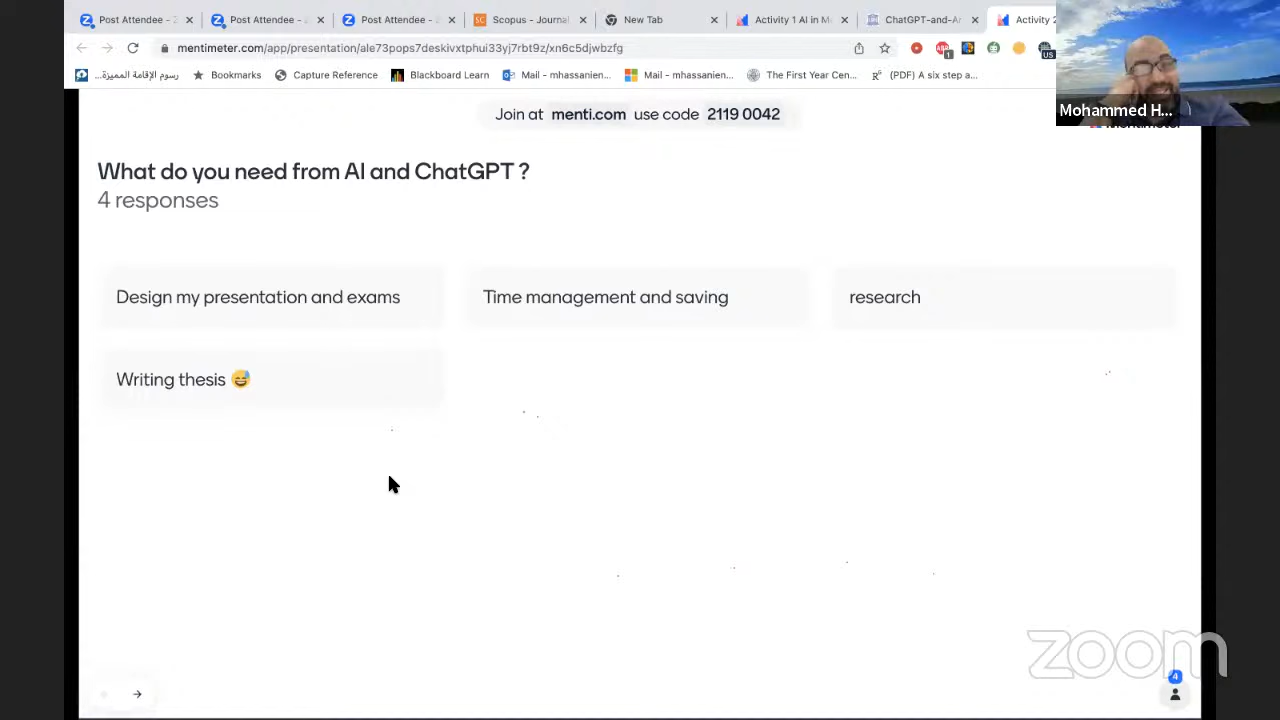 Post Attendee - Z
Post Attendee - Z
Post Attendee - Z
Scopus - Journal
New Tab
Activity 1 AI in M
ChatGPT-and-Ar
Activity 2
mentimeter.com/app/presentation/ale73pops7deskivxtphui33yj7rbt9z/xn6c5djwbzfg
رسوم الإقامة المميزة...
Bookmarks
Capture Reference
Blackboard Learn
Mail - mhassanien...
Mail - mhassanien...
The First Year Cen...
(PDF) A six step a...
Mohammed H...
Join at menti.com use code 2119 0042
Mentimeter
What do you need from AI and ChatGPT ?
4 responses
Design my presentation and exams
Time management and saving
research
Writing thesis 😅
zoom
4